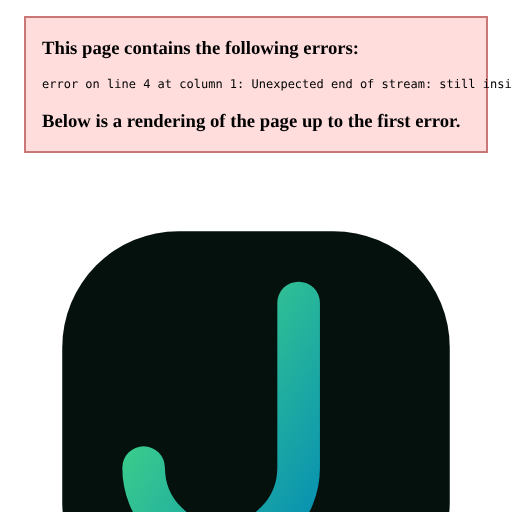 This page contains the following errors:
error on line 4 at column 1: Unexpected end of stream: still insi
Below is a rendering of the page up to the first error.
J